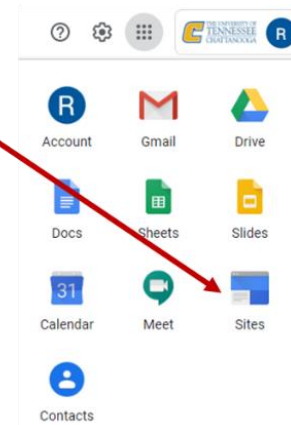 THE UNIVERSITY OF
TENNESSEE
CHATTANOOGA
R
R
Account Gmail Drive
Docs Sheets Slides
31
Calendar Meet Sites
Contacts